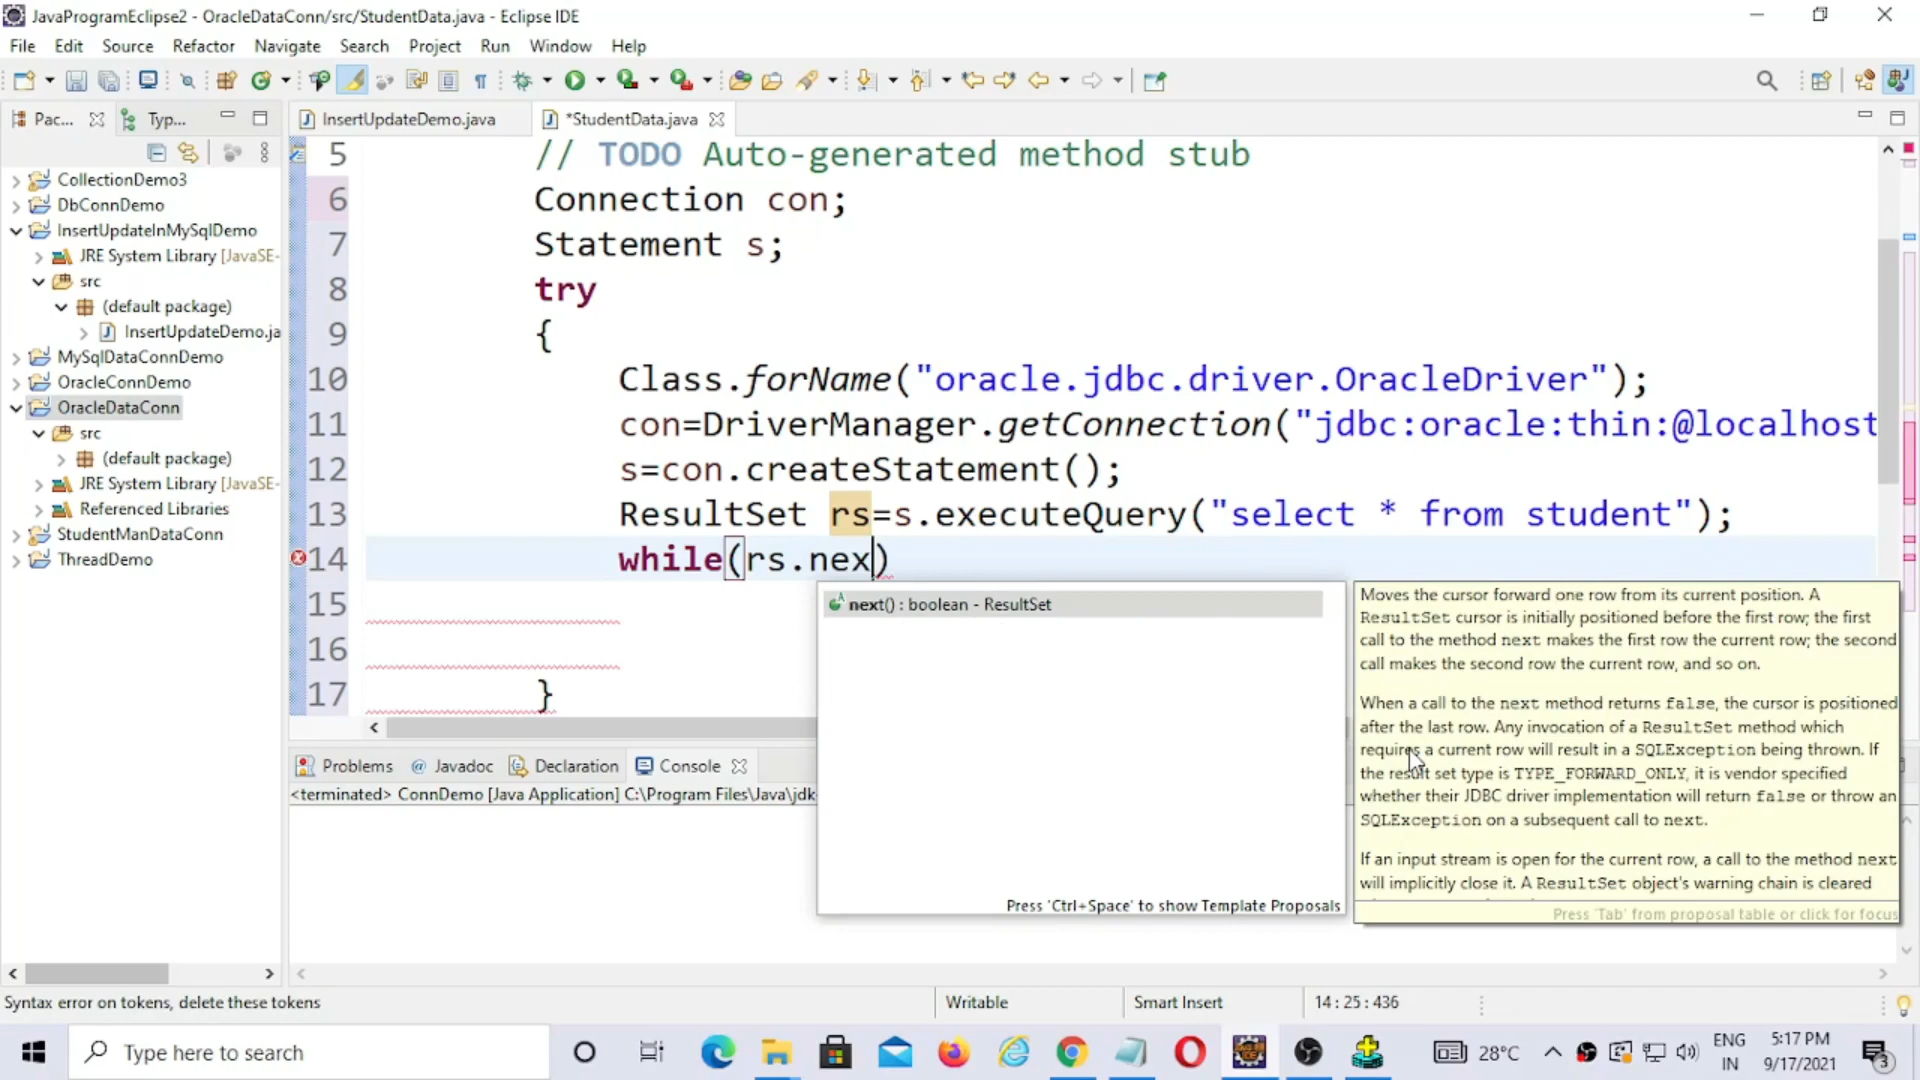 JavaProgramEclipse2 - OracleDataConn/src/StudentData.java - Eclipse IDE
File Edit Source Refactor Navigate Search Project Run Window Help
Pac... Typ...
InsertUpdateDemo.java *StudentData.java
CollectionDemo3
DbConnDemo
InsertUpdateInMySqlDemo
JRE System Library [JavaSE-
src
(default package)
InsertUpdateDemo.ja
MySqlDataConnDemo
OracleConnDemo
OracleDataConn
src
(default package)
JRE System Library [JavaSE-
Referenced Libraries
StudentManDataConn
ThreadDemo
5 // TODO Auto-generated method stub
6 Connection con;
7 Statement s;
8 try
9 {
10 Class.forName("oracle.jdbc.driver.OracleDriver");
11 con=DriverManager.getConnection("jdbc:oracle:thin:@localhost
12 s=con.createStatement();
13 ResultSet rs=s.executeQuery("select * from student");
14 while(rs.nex)
15
16
17 }
next() : boolean - ResultSet
Press 'Ctrl+Space' to show Template Proposals
Moves the cursor forward one row from its current position. A
ResultSet cursor is initially positioned before the first row; the first
call to the method next makes the first row the current row; the second
call makes the second row the current row, and so on.
When a call to the next method returns false, the cursor is positioned
after the last row. Any invocation of a ResultSet method which
requires a current row will result in a SQLException being thrown. If
the result set type is TYPE_FORWARD_ONLY, it is vendor specified
whether their JDBC driver implementation will return false or throw an
SQLException on a subsequent call to next.
If an input stream is open for the current row, a call to the method next
will implicitly close it. A ResultSet object's warning chain is cleared
Press 'Tab' from proposal table or click for focus
Problems Javadoc Declaration Console
<terminated> ConnDemo [Java Application] C:\Program Files\Java\jdk
Syntax error on tokens, delete these tokens Writable Smart Insert 14 : 25 : 436
Type here to search
28°C
ENG
IN
5:17 PM
9/17/2021
3